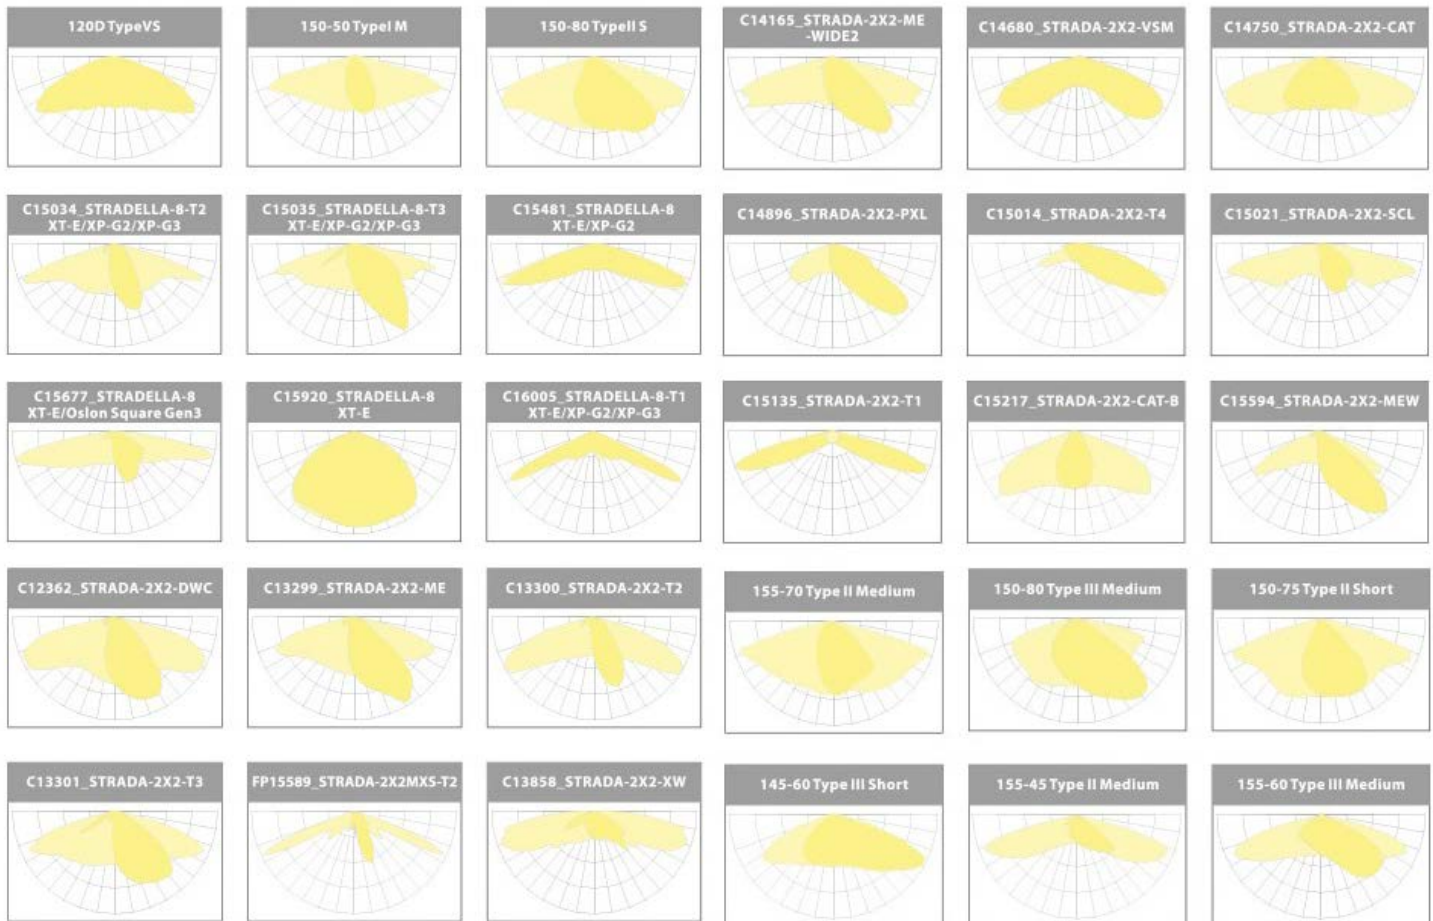 120D TypeVS
150-50 TypeI M
150-80 TypeII S
C14165_STRADA-2X2-ME
-WIDE2
C14680_STRADA-2X2-VSM
C14750_STRADA-2X2-CAT
C15034_STRADELLA-8-T2
XT-E/XP-G2/XP-G3
C15035_STRADELLA-8-T3
XT-E/XP-G2/XP-G3
C15481_STRADELLA-8
XT-E/XP-G2
C14896_STRADA-2X2-PXL
C15014_STRADA-2X2-T4
C15021_STRADA-2X2-SCL
C15677_STRADELLA-8
XT-E/Oslon Square Gen3
C15920_STRADELLA-8
XT-E
C16005_STRADELLA-8-T1
XT-E/XP-G2/XP-G3
C15135_STRADA-2X2-T1
C15217_STRADA-2X2-CAT-B
C15594_STRADA-2X2-MEW
C12362_STRADA-2X2-DWC
C13299_STRADA-2X2-ME
C13300_STRADA-2X2-T2
155-70 Type II Medium
150-80 Type III Medium
150-75 Type II Short
C13301_STRADA-2X2-T3
FP15589_STRADA-2X2MXS-T2
C13858_STRADA-2X2-XW
145-60 Type III Short
155-45 Type II Medium
155-60 Type III Medium